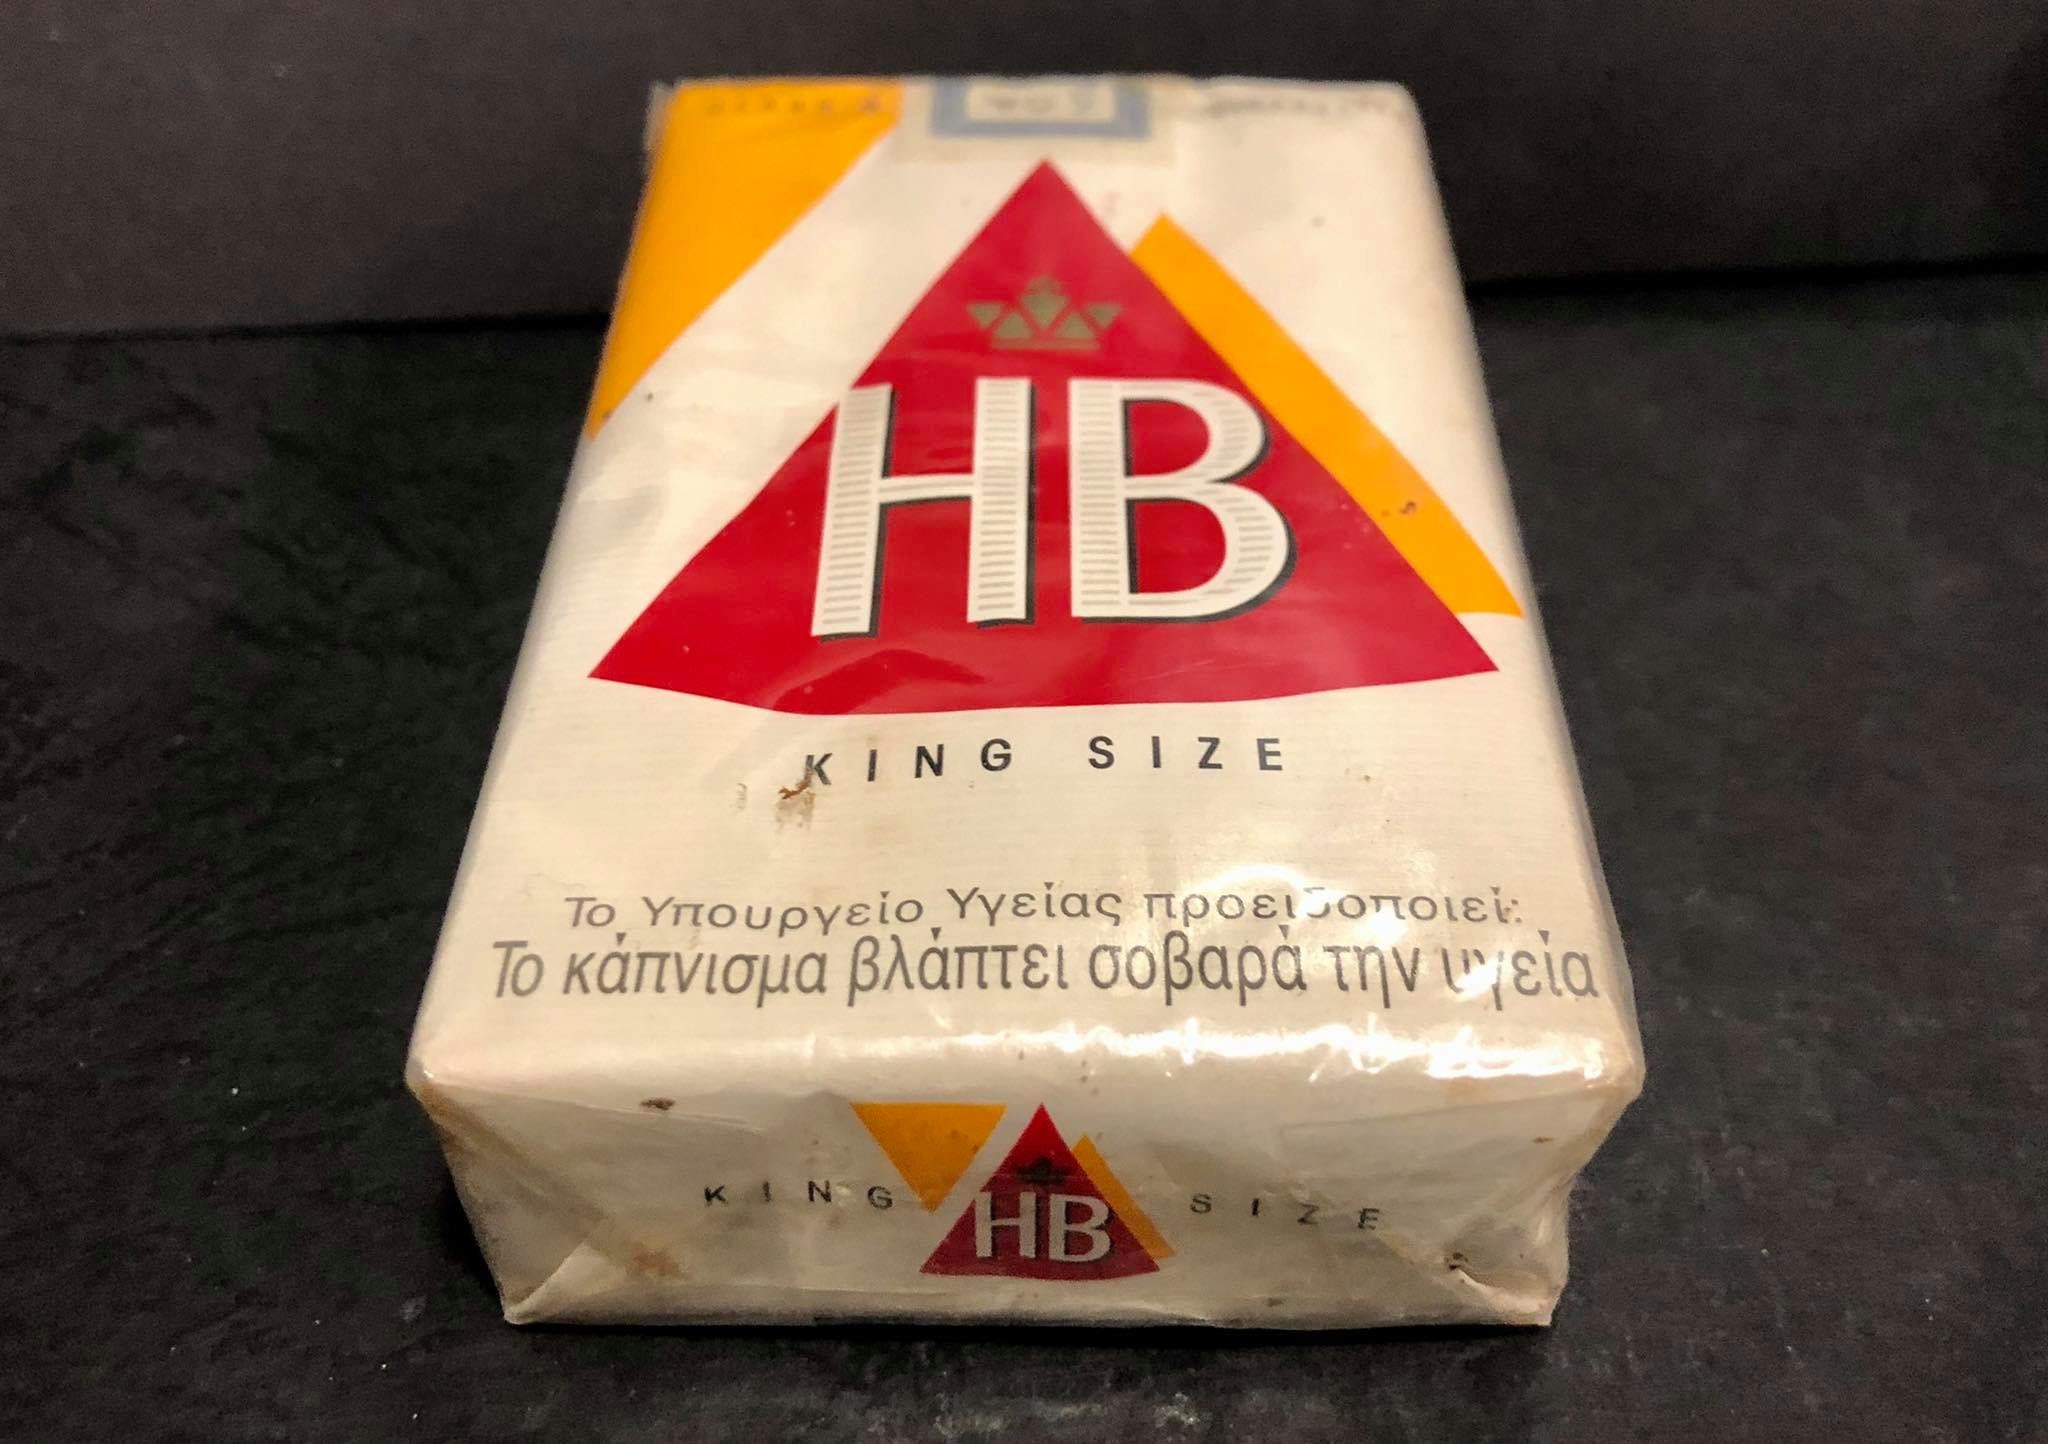 HB
KING SIZE
Το Υπουργείο Υγείας προειδοποιεί:
Το κάπνισμα βλάπτει σοβαρά την υγεία
KING HB SIZE